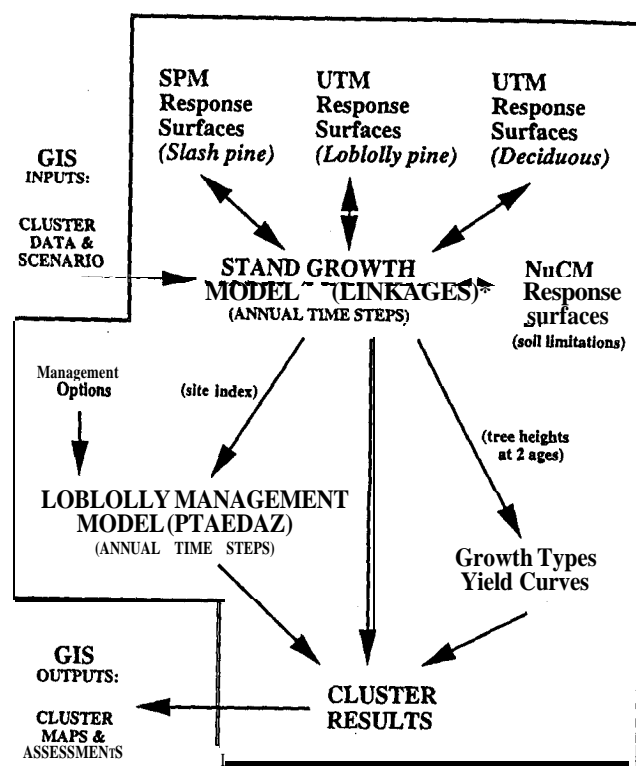 SPM
Response
Surfaces
(Slash pine)
UTM
Response
Surfaces
(Loblolly pine)
UTM
Response
Surfaces
(Deciduous)
GIS
INPUTS:
CLUSTER
DATA &
SCENARIO
STAND GROWTH
MODEL (LINKAGES)*
(ANNUAL TIME STEPS)
NuCM
Response
surfaces
(soil limitations)
Management
Options
(site index)
(tree heights
at 2 ages)
LOBLOLLY MANAGEMENT
MODEL (PTAEDAZ)
(ANNUAL TIME STEPS)
Growth Types
Yield Curves
GIS
OUTPUTS:
CLUSTER
MAPS &
ASSESSMENTS
CLUSTER
RESULTS